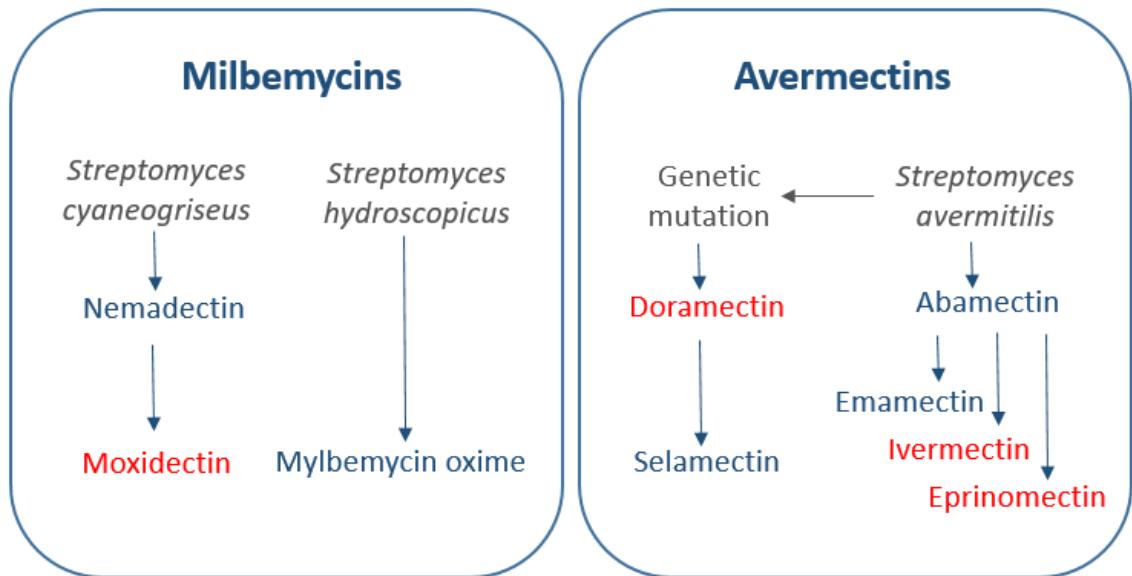 Milbemycins
Streptomyces
cyaneogriseus
Streptomyces
hydroscopicus
Nemadectin
Moxidectin
Mylbemycin oxime
Avermectins
Genetic
mutation
Streptomyces
avermitilis
Doramectin
Abamectin
Emamectin
Ivermectin
Selamectin
Eprinomectin